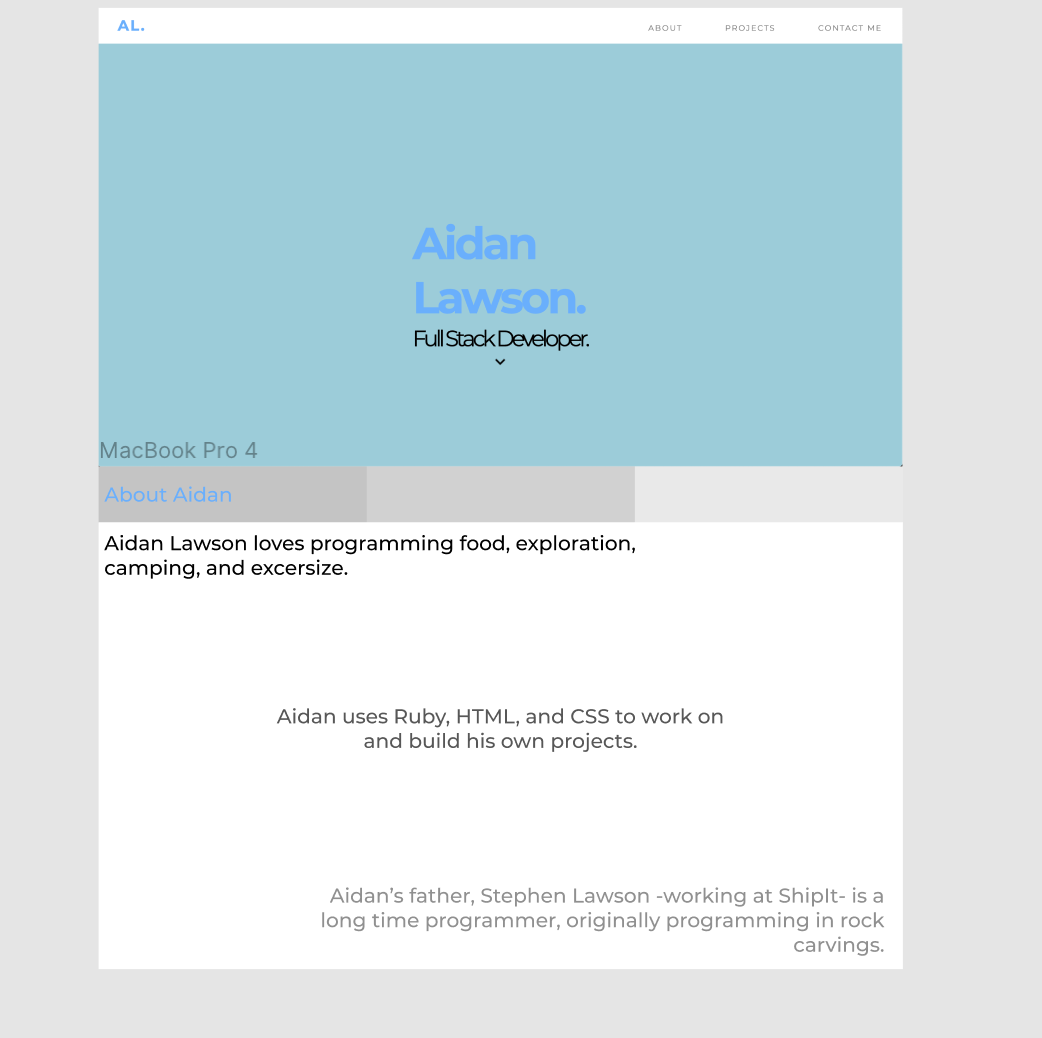 AL.
ABOUT PROJECTS CONTACT ME
Aidan
Lawson.
Full Stack Developer.
MacBook Pro 4
About Aidan
Aidan Lawson loves programming food, exploration,
camping, and excersize.
Aidan uses Ruby, HTML, and CSS to work on
and build his own projects.
Aidan’s father, Stephen Lawson -working at ShipIt- is a
long time programmer, originally programming in rock
carvings.